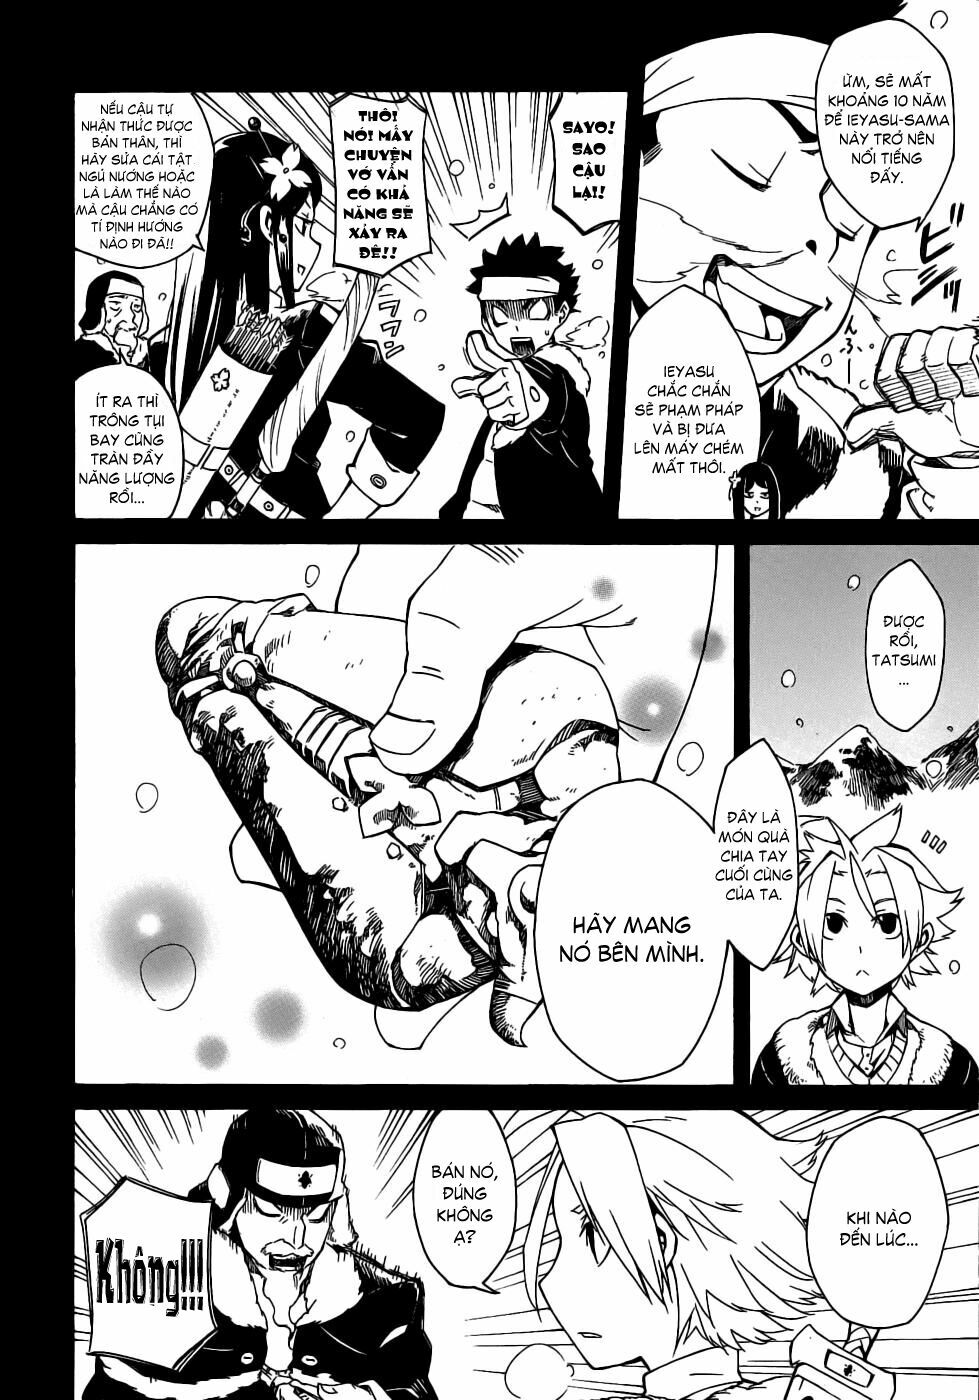 ỪM, SẼ MẤT
KHOẢNG 10 NĂM
ĐỂ IEYASU-SAMA
NÀY TRỞ NÊN
NỔI TIẾNG
ĐẤY.
IEYASU
CHẮC CHẮN
SẼ PHẠM PHÁP
VÀ BỊ ĐƯA
LÊN MÁY CHÉM
MẤT THÔI.
SAYO!
SAO
CẬU
LẠI!!
THÔI
NÓI MẤY
CHUYỆN
VỚ VẨN
CÓ KHẢ
NĂNG SẼ
XẢY RA
ĐÊ!!
NẾU CẬU TỰ
NHẬN THỨC ĐƯỢC
BẢN THÂN, THÌ
HÃY SỬA CÁI TẬT
NGỦ NƯỚNG HOẶC
LÀ LÀM THẾ NÀO
MÀ CẬU CHẲNG CÓ
TÍ ĐỊNH HƯỚNG
NÀO ĐI ĐÃ!!
ÍT RA THÌ
TRÔNG TỤI
BAY CŨNG
TRÀN ĐẦY
NĂNG LƯỢNG
RỒI...
ĐƯỢC
RỒI,
TATSUMI
...
ĐÂY LÀ
MÓN QUÀ
CHIA TAY
CUỐI CÙNG
CỦA TA.
HÃY MANG
NÓ BÊN MÌNH.
KHI NÀO
ĐẾN LÚC...
BÁN NÓ,
ĐÚNG
KHÔNG
Ạ?
Không!!!